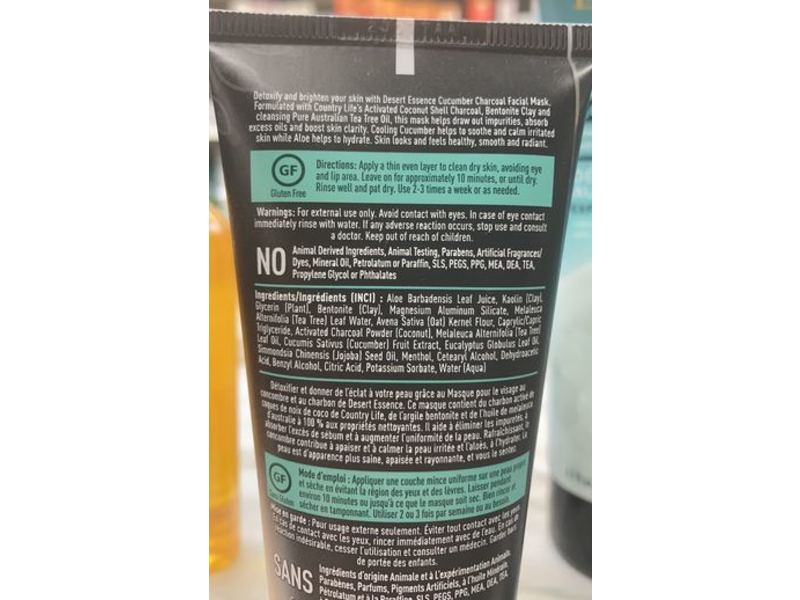 Detoxify and brighten your skin with Desert Essence Cucumber Charcoal Facial Mask.
Formulated with Country Life's Activated Coconut Shell Charcoal, Bentonite Clay and
cleansing Pure Australian Tea Tree Oil, this mask helps draw out impurities, absorb
excess oils and boost skin clarity. Cooling Cucumber helps to soothe and calm irritated
skin while Aloe helps to hydrate. Skin looks and feels healthy, smooth and radiant.
GF
Gluten Free
Directions: Apply a thin even layer to clean dry skin, avoiding eye
and lip area. Leave on for approximately 10 minutes, or until dry.
Rinse well and pat dry. Use 2-3 times a week or as needed.
Warnings: For external use only. Avoid contact with eyes. In case of eye contact
immediately rinse with water. If any adverse reaction occurs, stop use and consult
a doctor. Keep out of reach of children.
NO
Animal Derived Ingredients, Animal Testing, Parabens, Artificial Fragrances/
Dyes, Mineral Oil, Petrolatum or Paraffin, SLS, PEGS, PPG, MEA, DEA, TEA,
Propylene Glycol or Phthalates
Ingredients/Ingrédients (INCI) : Aloe Barbadensis Leaf Juice, Kaolin (Clay),
Glycerin (Plant), Bentonite (Clay), Magnesium Aluminum Silicate, Melaleuca
Alternifolia (Tea Tree) Leaf Water, Avena Sativa (Oat) Kernel Flour, Caprylic/Capric
Triglyceride, Activated Charcoal Powder (Coconut), Melaleuca Alternifolia (Tea Tree)
Leaf Oil, Cucumis Sativus (Cucumber) Fruit Extract, Eucalyptus Globulus Leaf Oil,
Simmondsia Chinensis (Jojoba) Seed Oil, Menthol, Cetearyl Alcohol, Dehydroacetic
Acid, Benzyl Alcohol, Citric Acid, Potassium Sorbate, Water (Aqua)
Détoxifier et donner de l'éclat à votre peau grâce au Masque pour le visage au
concombre et au charbon de Desert Essence. Ce masque contient du charbon activé de
coques de noix de coco de Country Life, de l'argile bentonite et de l'huile de melaleuca
d'australie à 100 % aux propriétés nettoyantes. Il aide à éliminer les impuretés, à
absorber l'excès de sébum et à augmenter l'uniformité de la peau. Rafraîchissant, le
concombre contribue à apaiser et à calmer la peau irritée et l'aloès, à l'hydrater. La
peau est d'apparence plus saine, apaisée et rayonnante, et vous le sentez.
GF
Sans Gluten
Mode d'emploi : Appliquer une couche mince uniforme sur une peau propre
et sèche en évitant la région des yeux et des lèvres. Laisser pendant
environ 10 minutes ou jusqu'à ce que le masque soit sec. Bien rincer et
sécher en tamponnant. Utiliser 2 ou 3 fois par semaine ou au besoin.
Mise en garde : Pour usage externe seulement. Éviter tout contact avec les yeux.
En cas de contact avec les yeux, rincer immédiatement avec de l'eau. En cas de
réaction indésirable, cesser l'utilisation et consulter un médecin. Garder hors
de portée des enfants.
SANS
Ingrédients d'origine Animale et à L'expérimentation Animale,
Parabènes, Parfums, Pigments Artificiels, à l'huile Minérale,
Pétrolatum et à la Paraffine, SLS, PEGS, PPG, MEA, DEA, TEA,